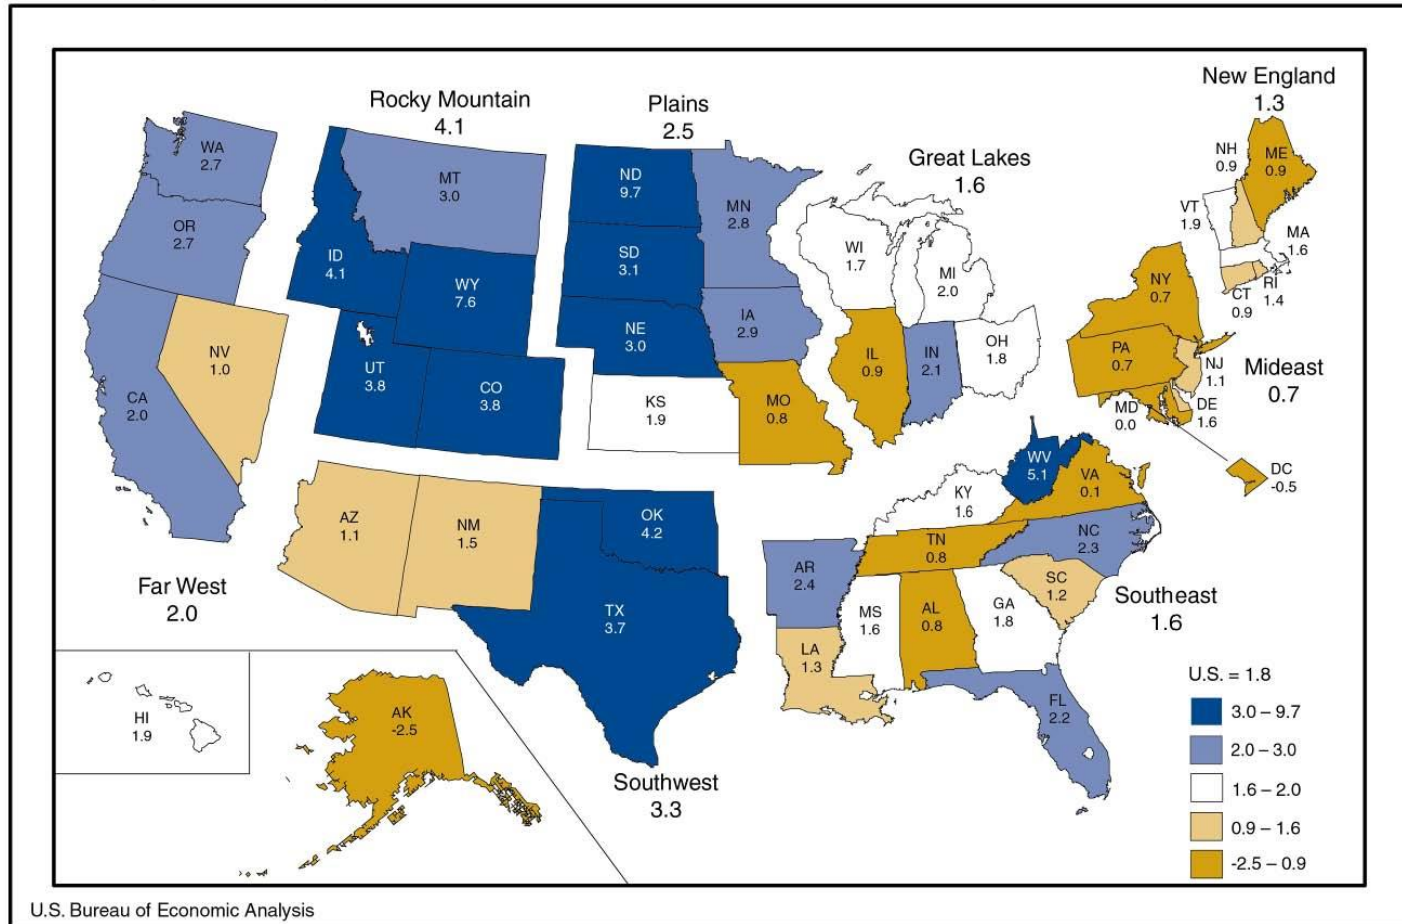 New England
1.3
Rocky Mountain
4.1
Plains
2.5
Great Lakes
1.6
WA
2.7
OR
2.7
CA
2.0
NV
1.0
ID
4.1
MT
3.0
WY
7.6
UT
3.8
CO
3.8
ND
9.7
SD
3.1
NE
3.0
KS
1.9
MN
2.8
IA
2.9
MO
0.8
WI
1.7
MI
2.0
IL
0.9
IN
2.1
OH
1.8
NH
0.9
ME
0.9
VT
1.9
MA
1.6
CT
0.9
RI
1.4
NY
0.7
PA
0.7
NJ
1.1
Mideast
0.7
MD
0.0
DE
1.6
DC
-0.5
AZ
1.1
NM
1.5
OK
4.2
TX
3.7
Far West
2.0
Southwest
3.3
WV
5.1
VA
0.1
KY
1.6
TN
0.8
NC
2.3
SC
1.2
AR
2.4
LA
1.3
MS
1.6
AL
0.8
GA
1.8
FL
2.2
Southeast
1.6
HI
1.9
AK
-2.5
U.S. = 1.8
3.0 – 9.7
2.0 – 3.0
1.6 – 2.0
0.9 – 1.6
-2.5 – 0.9
U.S. Bureau of Economic Analysis